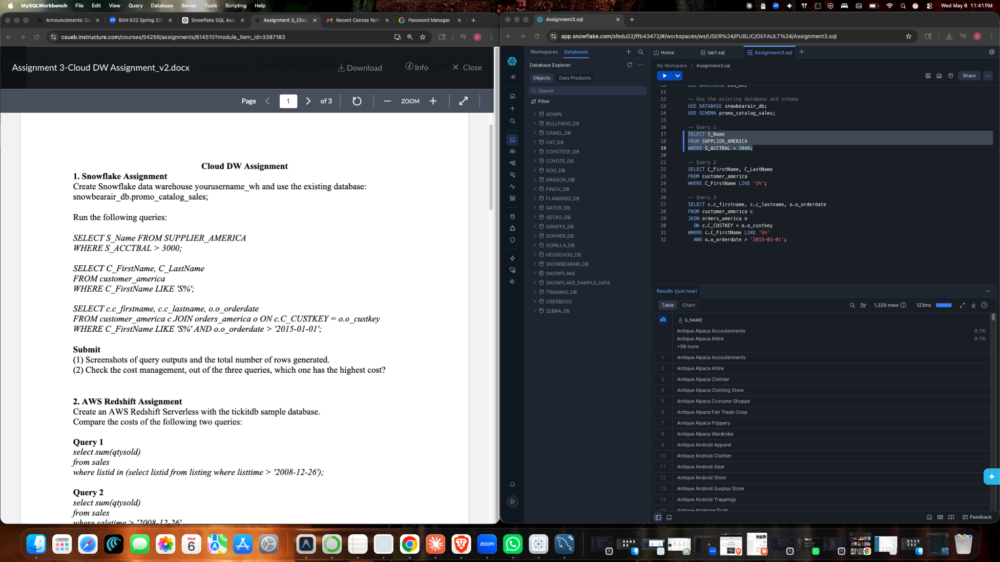 MySQLWorkbench File Edit View Query Database Server Tools Scripting Help
Wed May 6 11:41 PM
Announcements: Da
BAN 622 Spring 202
Snowflake SQL Assi
Assignment 3_Clou
Recent Canvas Noti
Password Manager
csueb.instructure.com/courses/54256/assignments/614510?module_item_id=3387183
Assignment 3-Cloud DW Assignment_v2.docx
Download
Info
Close
Page 1 of 3
ZOOM
Cloud DW Assignment
1. Snowflake Assignment
Create Snowflake data warehouse yourusername_wh and use the existing database:
snowbearair_db.promo_catalog_sales;
Run the following queries:
SELECT S_Name FROM SUPPLIER_AMERICA
WHERE S_ACCTBAL > 3000;
SELECT C_FirstName, C_LastName
FROM customer_america
WHERE C_FirstName LIKE 'S%';
SELECT c.c_firstname, c.c_lastname, o.o_orderdate
FROM customer_america c JOIN orders_america o ON c.C_CUSTKEY = o.o_custkey
WHERE C_FirstName LIKE 'S%' AND o.o_orderdate > '2015-01-01';
Submit
(1) Screenshots of query outputs and the total number of rows generated.
(2) Check the cost management, out of the three queries, which one has the highest cost?
2. AWS Redshift Assignment
Create an AWS Redshift Serverless with the tickitdb sample database.
Compare the costs of the following two queries:
Query 1
select sum(qtysold)
from sales
where listid in (select listid from listing where listtime > '2008-12-26');
Query 2
select sum(qtysold)
from sales
where saletime > '2008-12-26'
Assignment3.sql
app.snowflake.com/sfedu02/ffb43472/#/workspaces/ws/USER%24/PUBLIC/DEFAULT%24/Assignment3.sql
Workspaces Databases
Database Explorer
Objects Data Products
Search
Filter
ADMIN
BULLFROG_DB
CAMEL_DB
CAT_DB
COYOTESF_DB
COYOTE_DB
DOG_DB
DRAGON_DB
FINCH_DB
FLAMINGO_DB
GATOR_DB
GECKO_DB
GIRAFFE_DB
GOPHER_DB
GORILLA_DB
HEDGEHOG_DB
SNOWBEARAIR_DB
SNOWFLAKE
SNOWFLAKE_SAMPLE_DATA
TRAINING_DB
USER$DOG
ZEBRA_DB
D
Home
lab1.sql
Assignment3.sql
My Workspace > Assignment3.sql
Share
10 USE WAREHOUSE DOG_wh;
11
12 -- Use the existing database and schema
13 USE DATABASE snowbearair_db;
14 USE SCHEMA promo_catalog_sales;
15
16 -- Query 1
17 SELECT S_Name
18 FROM SUPPLIER_AMERICA
19 WHERE S_ACCTBAL > 3000;
20
21 -- Query 2
22 SELECT C_FirstName, C_LastName
23 FROM customer_america
24 WHERE C_FirstName LIKE 'S%';
25
26 -- Query 3
27 SELECT c.c_firstname, c.c_lastname, o.o_orderdate
28 FROM customer_america c
29 JOIN orders_america o
30 ON c.C_CUSTKEY = o.o_custkey
31 WHERE c.C_FirstName LIKE 'S%'
32 AND o.o_orderdate > '2015-01-01';
Results (just now)
Table Chart
1,329 rows
123ms
A S_NAME
Antique Alpaca Accouterments 0.1%
Antique Alpaca Attire 0.1%
+98 more
1 Antique Alpaca Accouterments
2 Antique Alpaca Attire
3 Antique Alpaca Clothier
4 Antique Alpaca Clothing Store
5 Antique Alpaca Costume Shoppe
6 Antique Alpaca Fair Trade Coop
7 Antique Alpaca Frippery
8 Antique Alpaca Wardrobe
9 Antique Android Apparel
10 Antique Android Clothier
11 Antique Android Gear
12 Antique Android Store
13 Antique Android Surplus Store
14 Antique Android Trappings
15 Antique Antelope Duds
Feedback
Wed
6
zoom